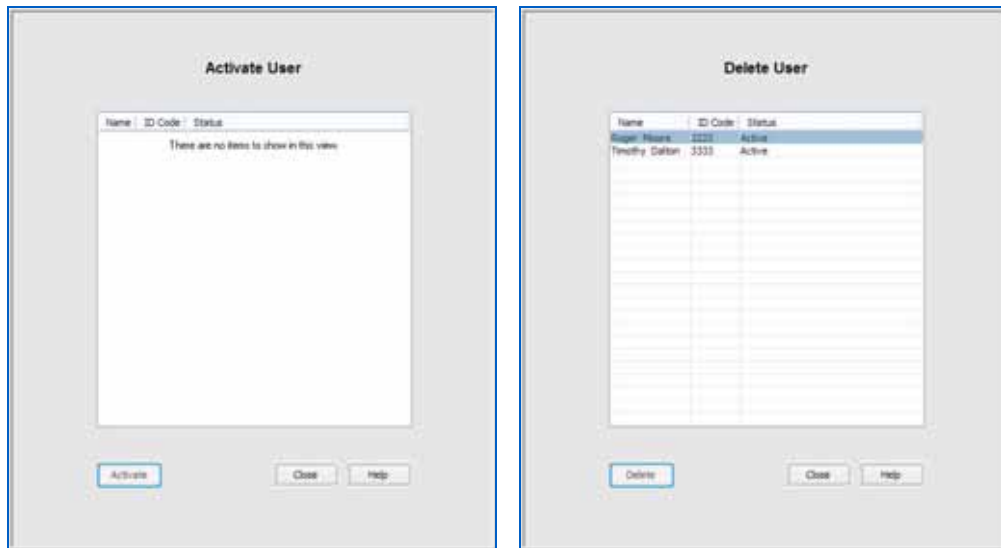 Activate User
Name ID Code Status
There are no items to show in this view.
Activate Close Help
Delete User
Name ID Code Status
Roger Moore 2222 Active
Timothy Dalton 3333 Active
Delete Close Help